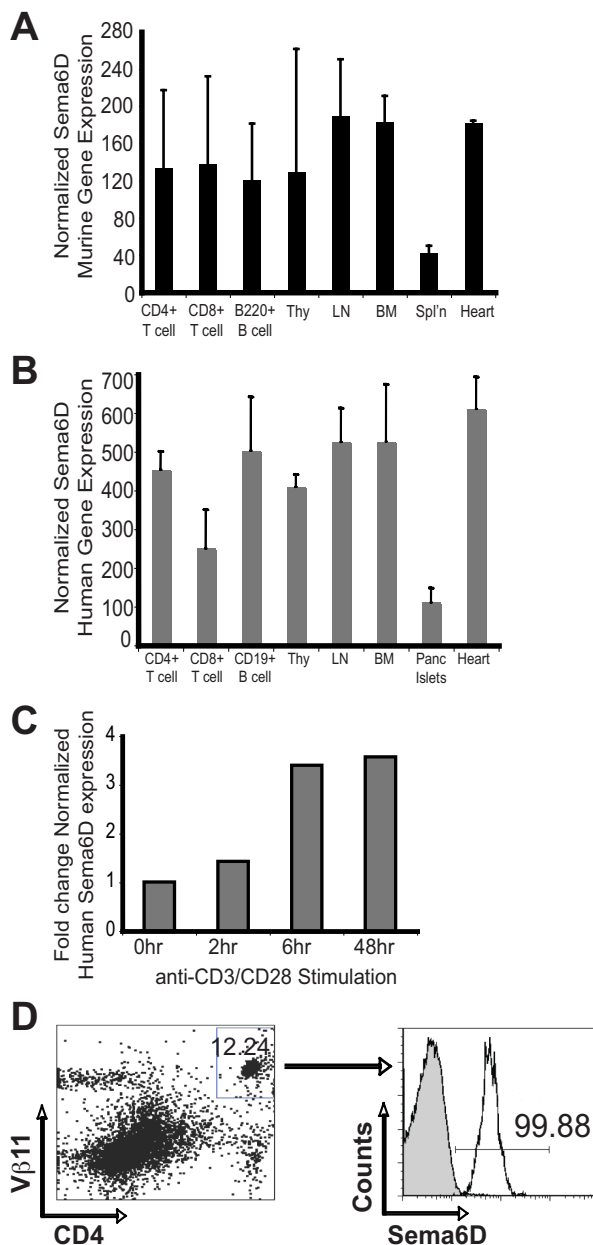 A
Normalized Sema6D
Murine Gene Expression
280
240
200
160
120
80
40
0
CD4+ T cell
CD8+ T cell
B220+ B cell
Thy
LN
BM
Spl'n
Heart
B
Normalized Sema6D
Human Gene Expression
700
600
500
400
300
200
100
0
CD4+ T cell
CD8+ T cell
CD19+ B cell
Thy
LN
BM
Panc Islets
Heart
C
Fold change Normalized
Human Sema6D expression
4
3
2
1
0
0hr
2hr
6hr
48hr
anti-CD3/CD28 Stimulation
D
12.24
Vβ11
CD4
99.88
Counts
Sema6D